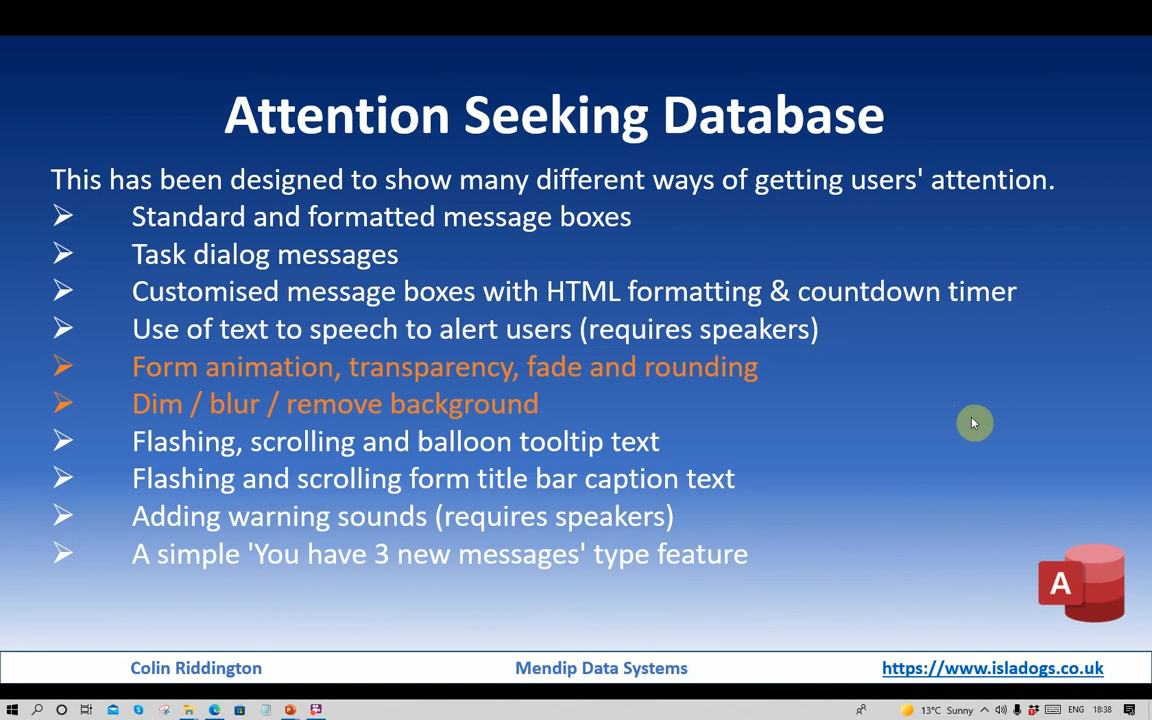 Attention Seeking Database
This has been designed to show many different ways of getting users' attention.
➢ Standard and formatted message boxes
➢ Task dialog messages
➢ Customised message boxes with HTML formatting & countdown timer
➢ Use of text to speech to alert users (requires speakers)
➢ Form animation, transparency, fade and rounding
➢ Dim / blur / remove background
➢ Flashing, scrolling and balloon tooltip text
➢ Flashing and scrolling form title bar caption text
➢ Adding warning sounds (requires speakers)
➢ A simple 'You have 3 new messages' type feature
A
Colin Riddington Mendip Data Systems https://www.isladogs.co.uk
13°C Sunny ENG 18:38